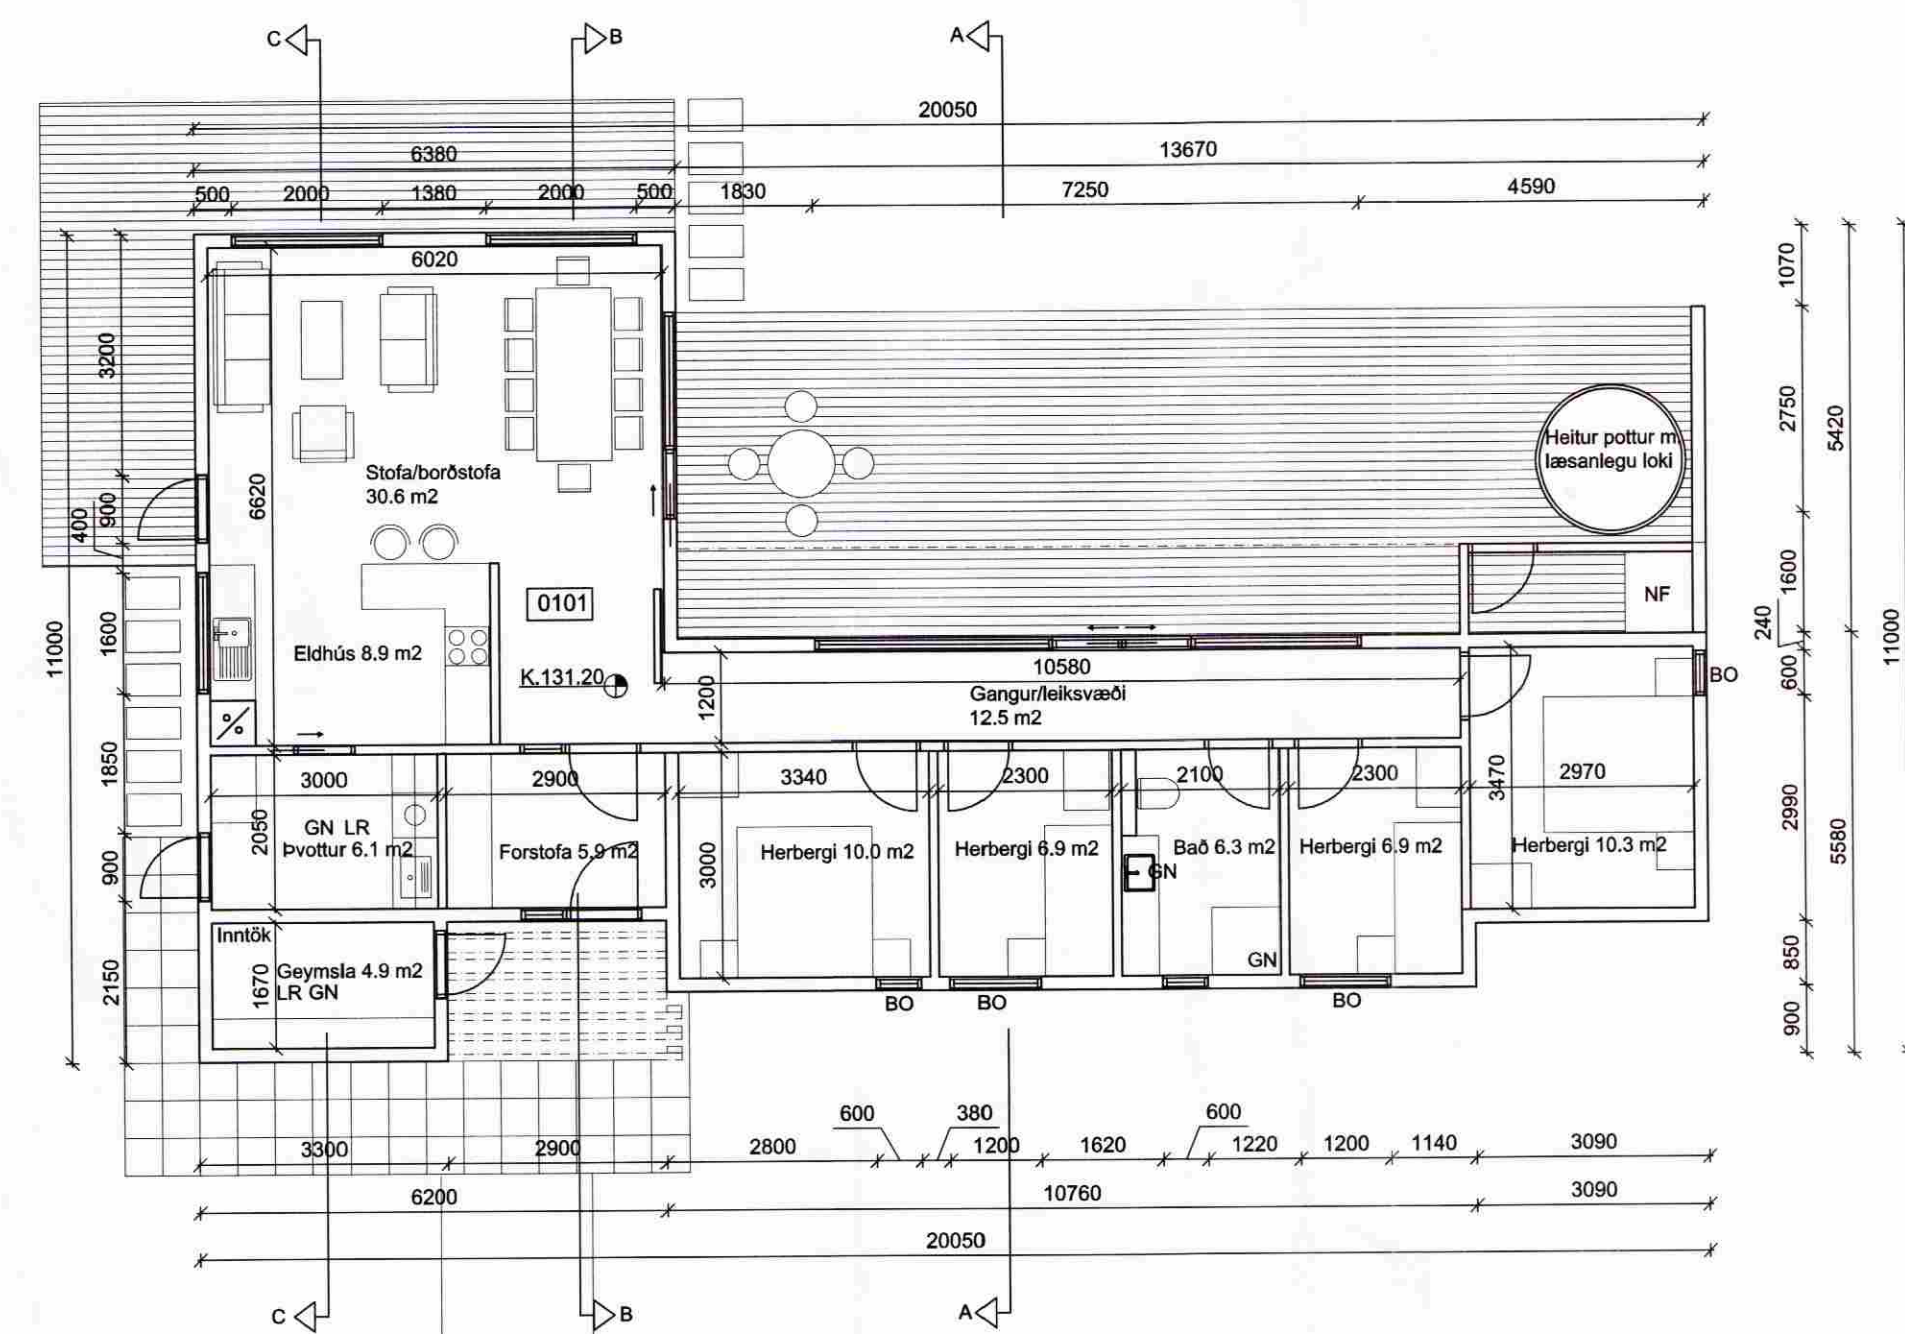 C
B
A
20050
6380
13670
500
2000
1380
2000
500
1830
7250
4590
6020
11000
3200
900
400
1600
1850
900
2150
6620
Stofa/borðstofa
30.6 m2
0101
Eldhús 8.9 m2
K.131.20
1200
10580
Gangur/leiksvæði
12.5 m2
Heitur pottur m.
læsanlegu loki
NF
BO
1070
2750
5420
1600
240
600
2990
5580
850
900
11000
3000
2900
3340
2300
2100
2300
3470
2970
2050
GN LR
Þvottur 6.1 m2
Forstofa 5.9 m2
3000
Herbergi 10.0 m2
Herbergi 6.9 m2
Bað 6.3 m2
GN
Herbergi 6.9 m2
Herbergi 10.3 m2
Inntök
1670
Geymsla 4.9 m2
LR GN
GN
BO
BO
BO
600
380
600
3300
2900
2800
1200
1620
1220
1200
1140
3090
6200
10760
3090
20050
C
B
A